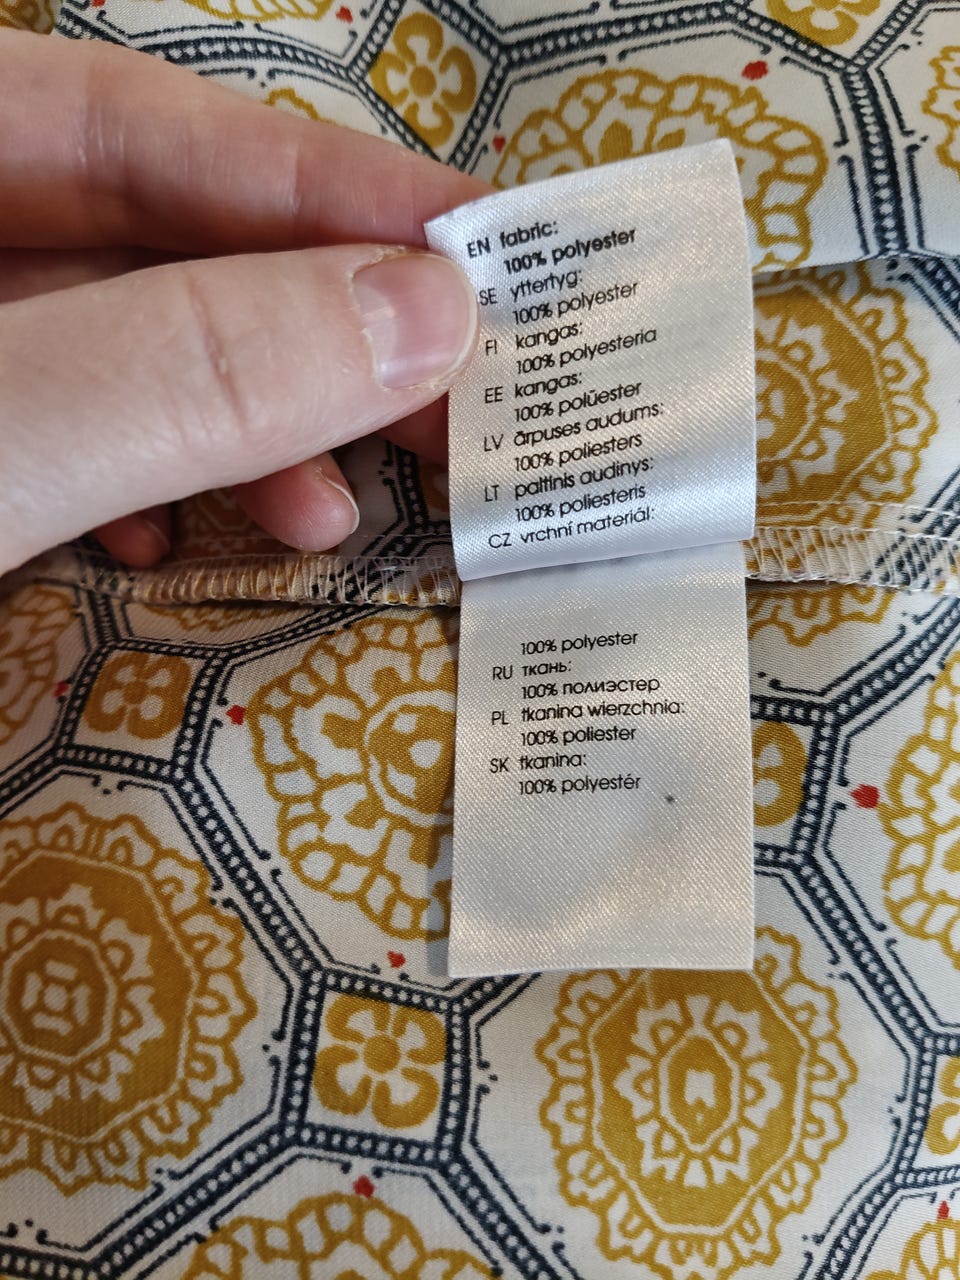 EN fabric:
100% polyester
SE yttertyg:
100% polyester
FI kangas:
100% polyesteria
EE kangas:
100% polüester
LV ārpuses audums:
100% poliesters
LT paltinis audinys:
100% poliesteris
CZ vrchní materiál:
100% polyester
RU ткань:
100% полиэстер
PL tkanina wierzchnia:
100% poliester
SK tkanina:
100% polyestér